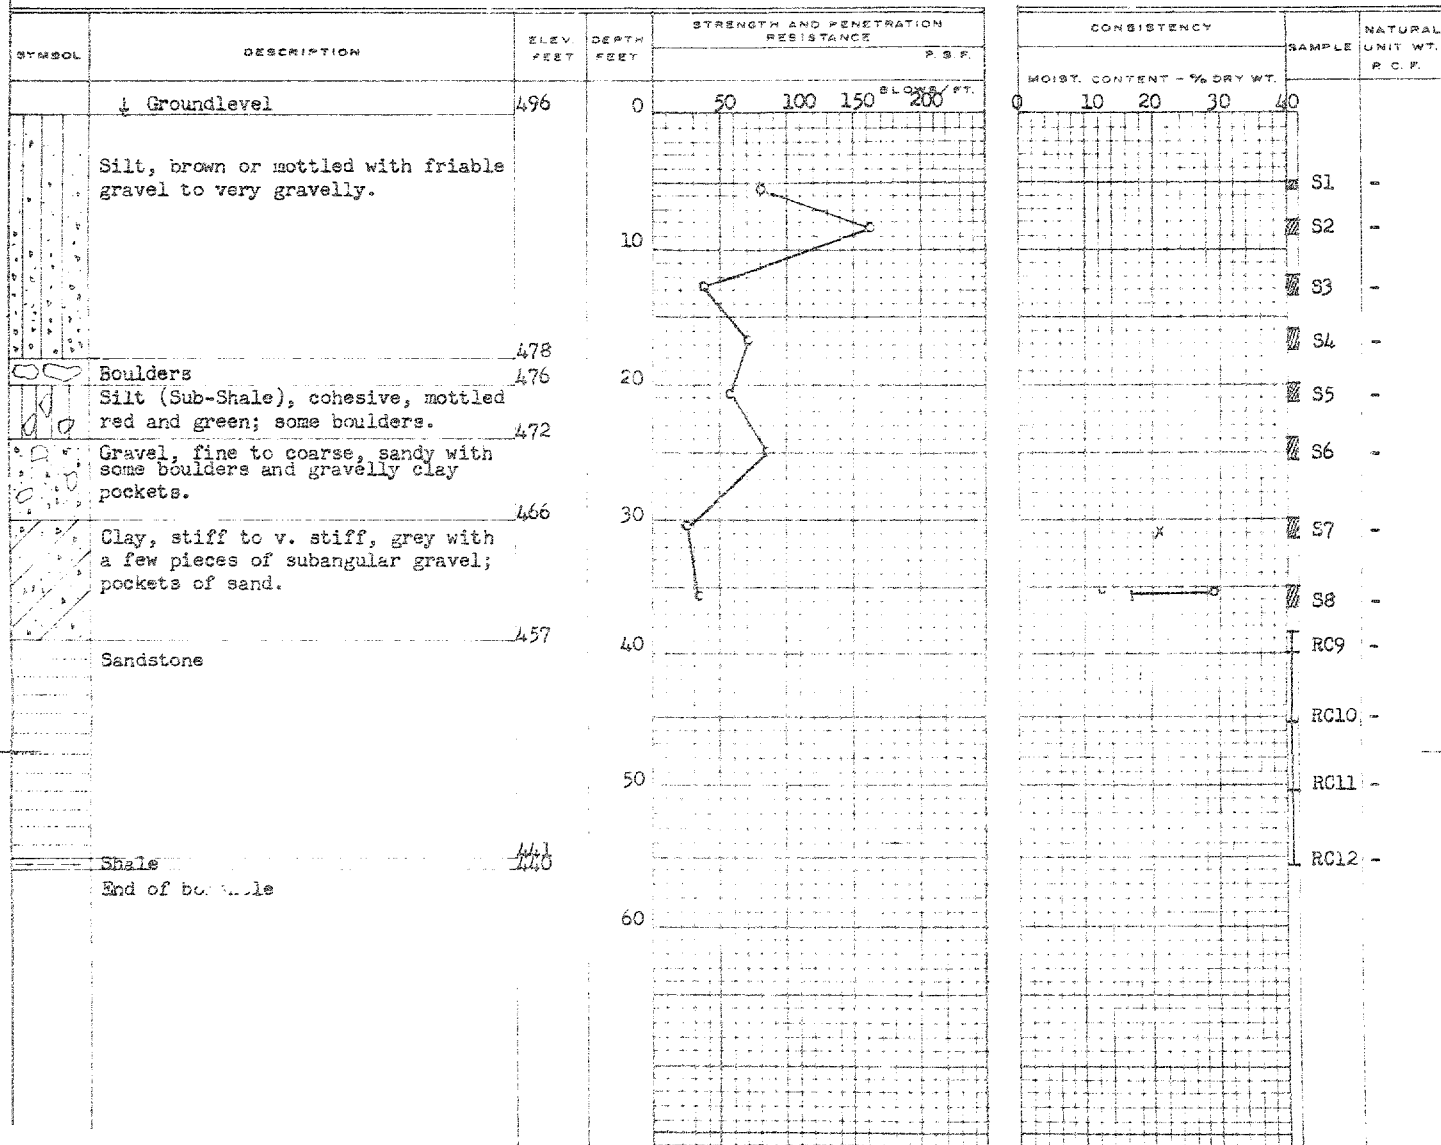 SYMBOL
DESCRIPTION
ELEV. FEET
DEPTH FEET
STRENGTH AND PENETRATION RESISTANCE
P. S. F.
BLOWS/FT.
CONSISTENCY
MOIST. CONTENT - % DRY WT.
SAMPLE
NATURAL UNIT WT. P. C. F.
Groundlevel 496 0 50 100 150 200 0 10 20 30 40
Silt, brown or mottled with friable
gravel to very gravelly.
S1 -
S2 -
10
S3 -
S4 -
478
Boulders 476 20
Silt (Sub-Shale), cohesive, mottled
red and green; some boulders. 472
S5 -
Gravel, fine to coarse, sandy with
some boulders and gravelly clay
pockets.
S6 -
466 30
Clay, stiff to v. stiff, grey with
a few pieces of subangular gravel;
pockets of sand.
S7 -
S8 -
457 40
Sandstone
RC9 -
RC10 -
50 RC11 -
441
Shale 440 RC12 -
End of
60